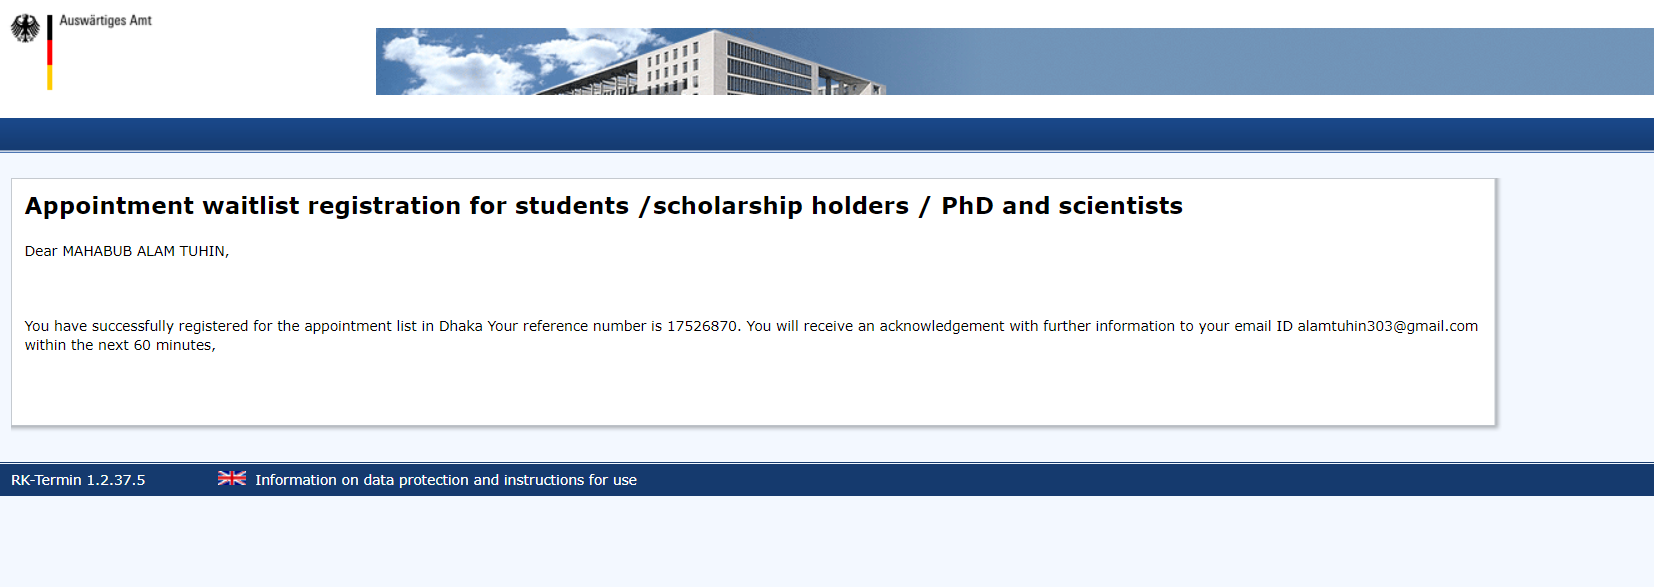 Auswärtiges Amt
Appointment waitlist registration for students /scholarship holders / PhD and scientists
Dear MAHABUB ALAM TUHIN,
You have successfully registered for the appointment list in Dhaka Your reference number is 17526870. You will receive an acknowledgement with further information to your email ID alamtuhin303@gmail.com
within the next 60 minutes,
RK-Termin 1.2.37.5 Information on data protection and instructions for use